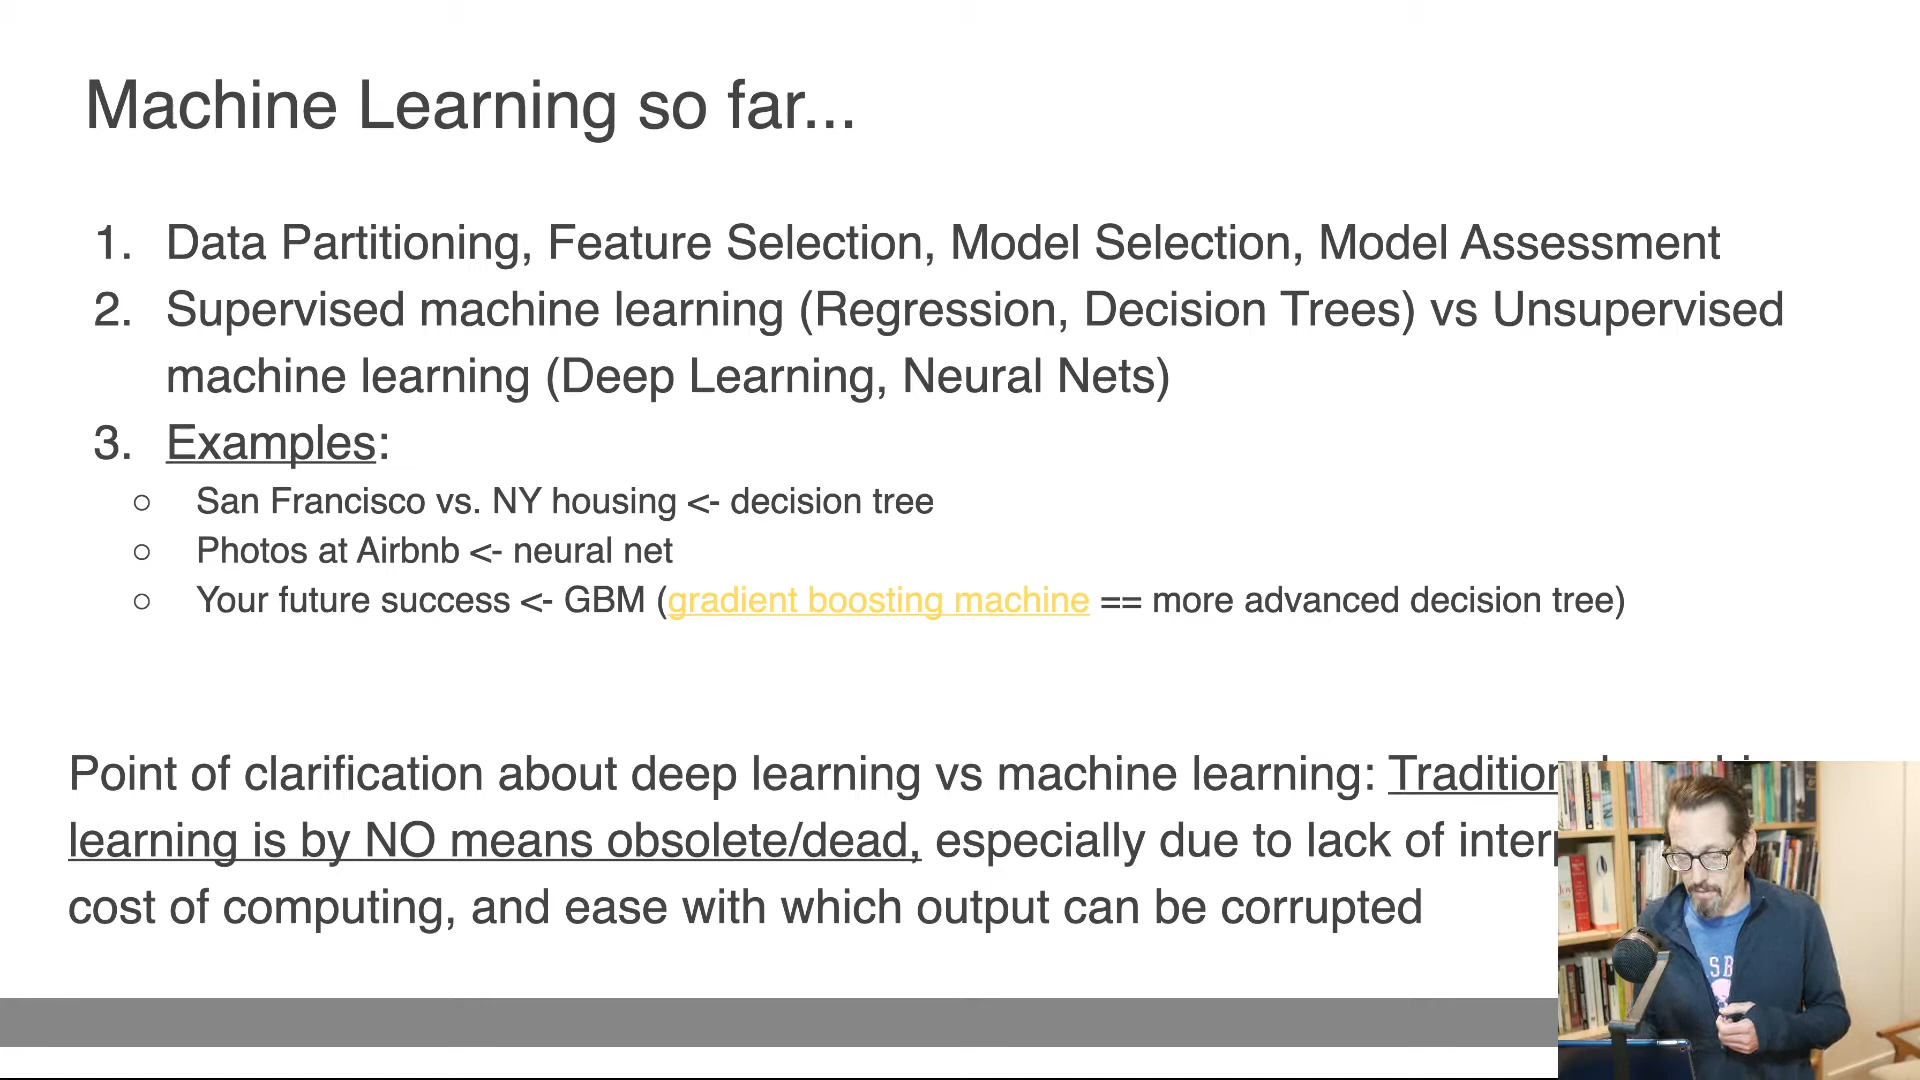 Machine Learning so far...
1. Data Partitioning, Feature Selection, Model Selection, Model Assessment
2. Supervised machine learning (Regression, Decision Trees) vs Unsupervised
machine learning (Deep Learning, Neural Nets)
3. Examples:
○ San Francisco vs. NY housing <- decision tree
○ Photos at Airbnb <- neural net
○ Your future success <- GBM (gradient boosting machine == more advanced decision tree)
Point of clarification about deep learning vs machine learning:
learning is by NO means obsolete/dead, especially due to lack of
cost of computing, and ease with which output can be corrupted